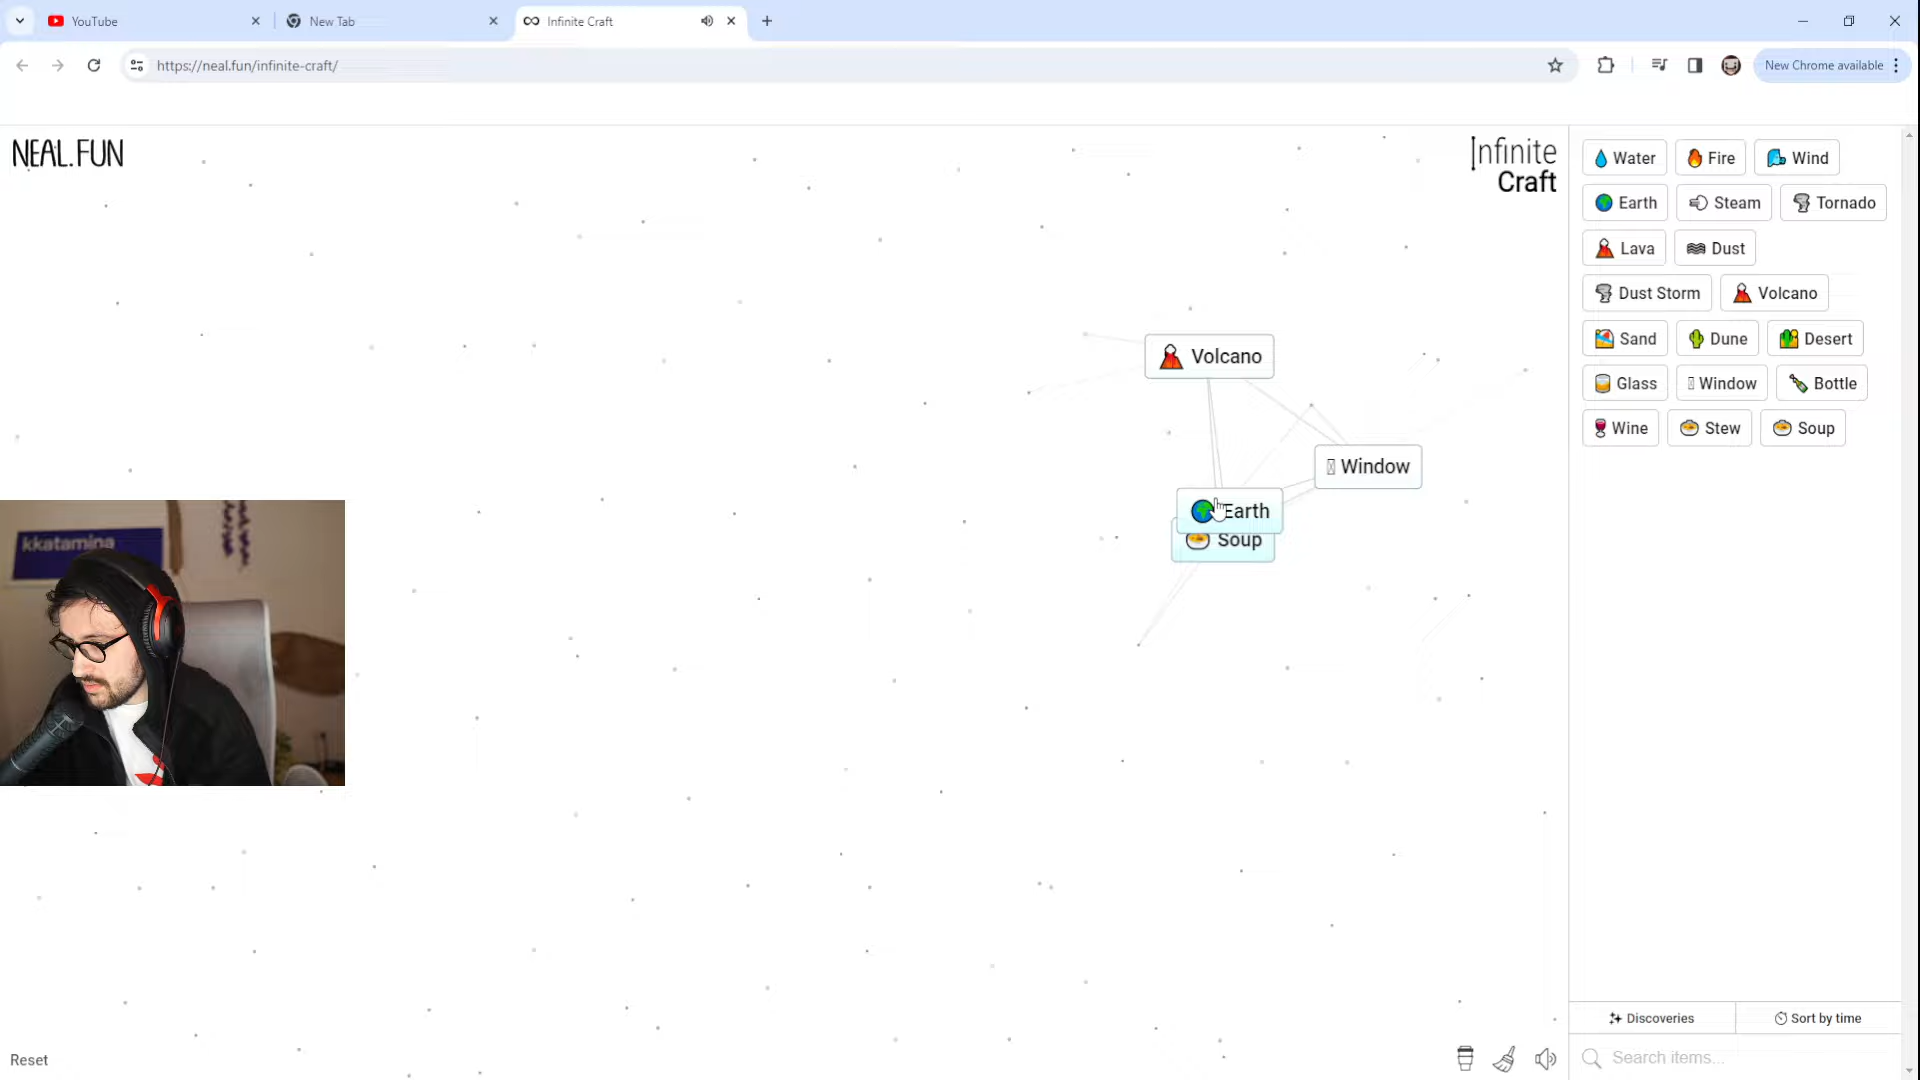 YouTube
New Tab
Infinite Craft
https://neal.fun/infinite-craft/
New Chrome available
NEAL.FUN
Infinite
Craft
Water
Fire
Wind
Earth
Steam
Tornado
Lava
Dust
Dust Storm
Volcano
Sand
Dune
Desert
Glass
Window
Bottle
Wine
Stew
Soup
Volcano
Window
Earth
Soup
kkatamina
Discoveries
Sort by time
Reset
Search items...